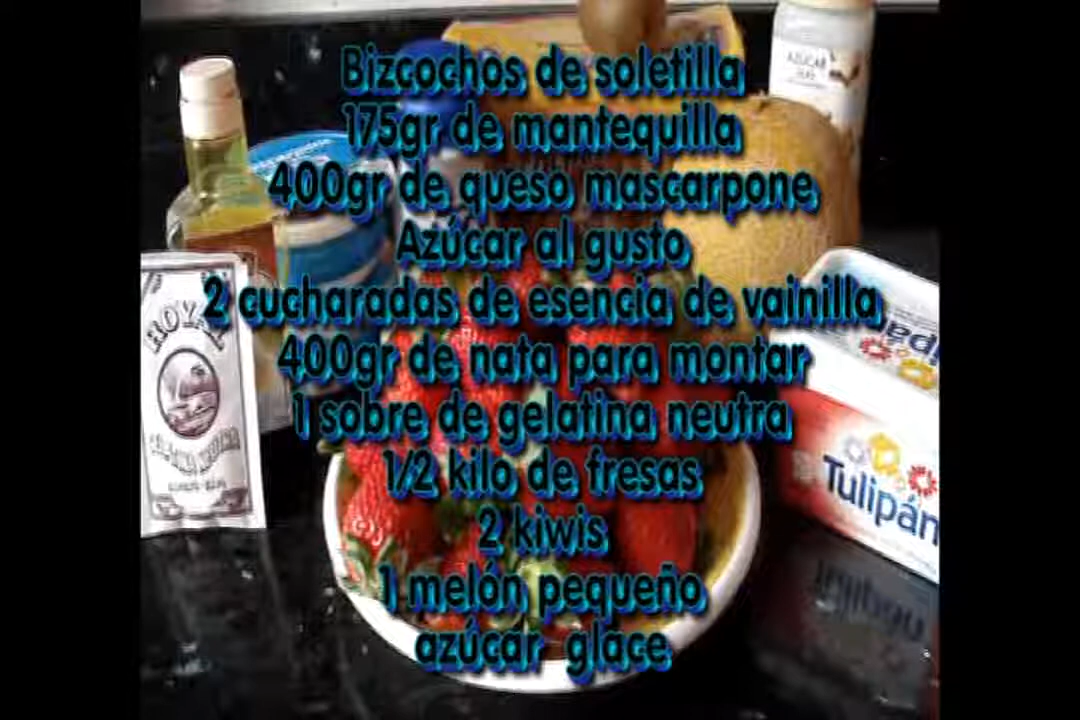 Bizcochos de soletilla
175gr de mantequilla
400gr de queso mascarpone
Azúcar al gusto
2 cucharadas de esencia de vainilla
400gr de nata para montar
1 sobre de gelatina neutra
1/2 kilo de fresas
2 kiwis
1 melón pequeño
azúcar glace
AZUCAR
ROYAL
Tulipán